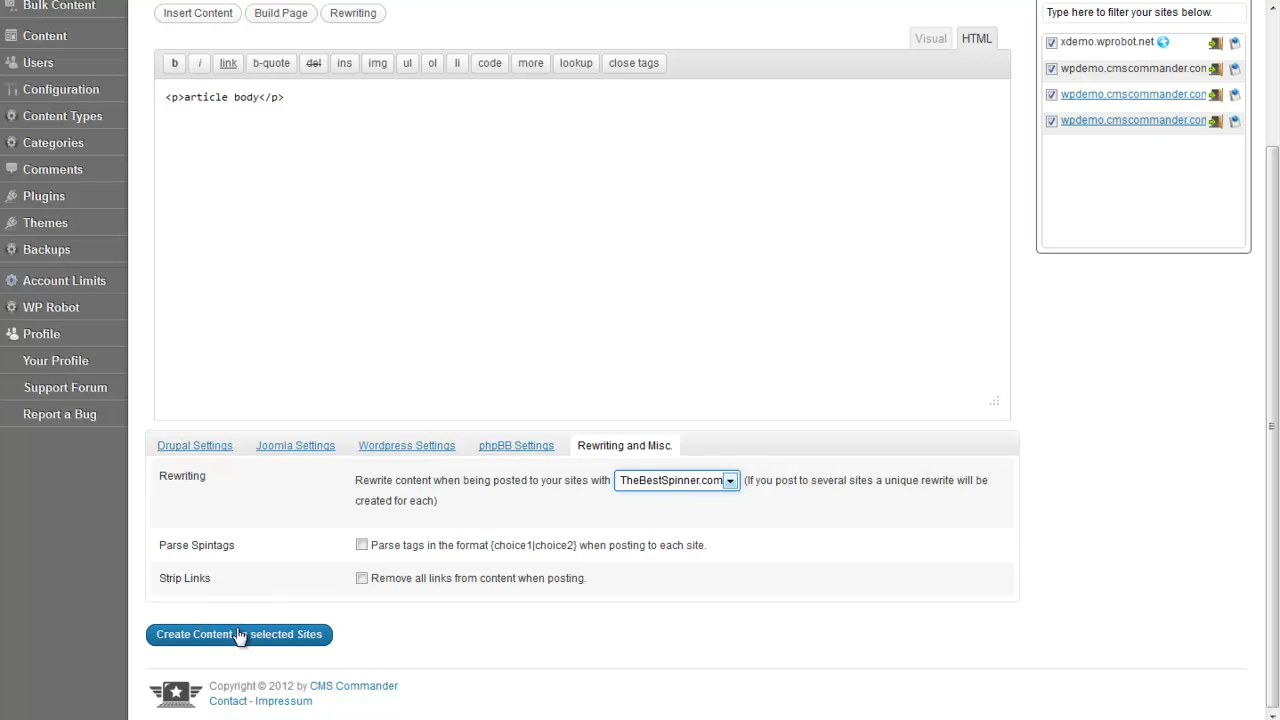 Bulk Content
Content
Users
Configuration
Content Types
Categories
Comments
Plugins
Themes
Backups
Account Limits
WP Robot
Profile
Your Profile
Support Forum
Report a Bug
Insert Content
Build Page
Rewriting
Visual
HTML
b
i
link
b-quote
del
ins
img
ul
ol
li
code
more
lookup
close tags
<p>article body</p>
Drupal Settings
Joomla Settings
Wordpress Settings
phpBB Settings
Rewriting and Misc.
Rewriting
Rewrite content when being posted to your sites with TheBestSpinner.com (If you post to several sites a unique rewrite will be
created for each)
Parse Spintags
Parse tags in the format {choice1|choice2} when posting to each site.
Strip Links
Remove all links from content when posting.
Create Content selected Sites
Copyright © 2012 by CMS Commander
Contact - Impressum
Type here to filter your sites below.
xdemo.wprobot.net
wpdemo.cmscommander.con
wpdemo.cmscommander.con
wpdemo.cmscommander.con